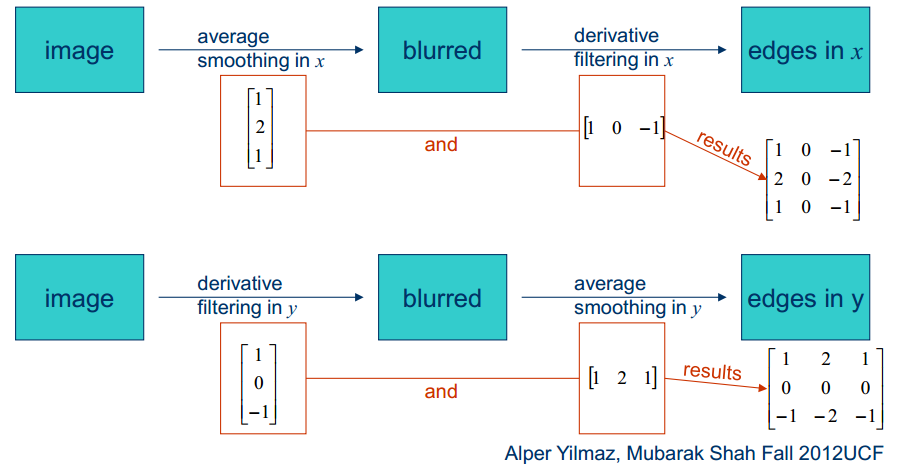 image
average
smoothing in x
blurred
derivative
filtering in x
edges in x
1
2
1
and
[1 0 −1]
results
1 0 −1
2 0 −2
1 0 −1
image
derivative
filtering in y
blurred
average
smoothing in y
edges in y
1
0
−1
and
[1 2 1]
results
1 2 1
0 0 0
−1 −2 −1
Alper Yilmaz, Mubarak Shah Fall 2012UCF